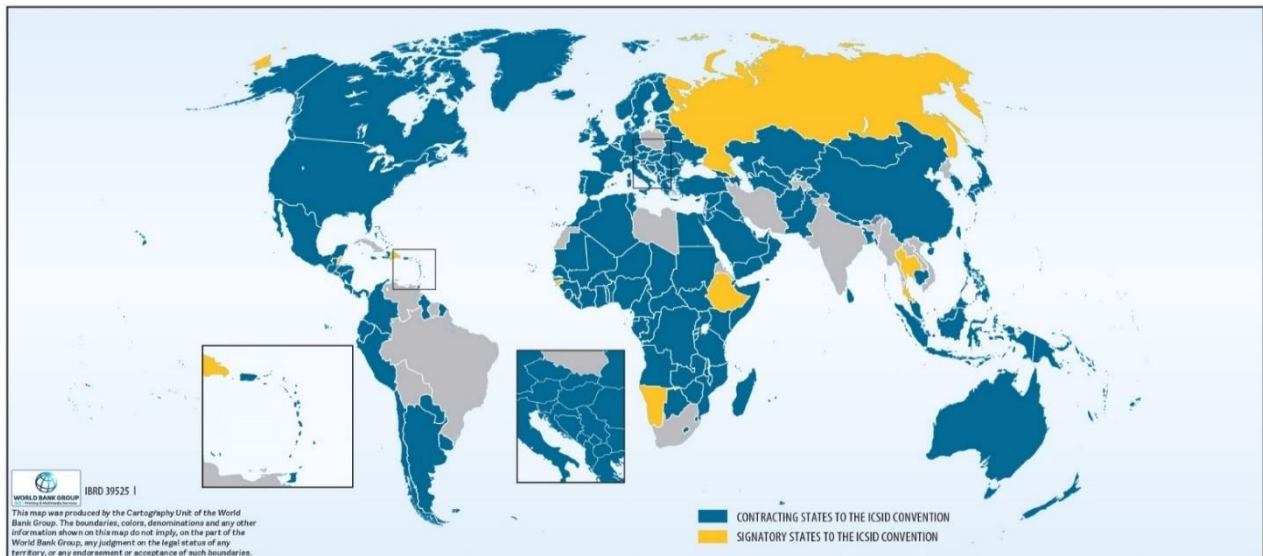 WORLD BANK GROUP
IBRD 39525 |
This map was produced by the Cartography Unit of the World
Bank Group. The boundaries, colors, denominations and any other
information shown on this map do not imply, on the part of the
World Bank Group, any judgment on the legal status of any
territory, or any endorsement or acceptance of such boundaries.
CONTRACTING STATES TO THE ICSID CONVENTION
SIGNATORY STATES TO THE ICSID CONVENTION